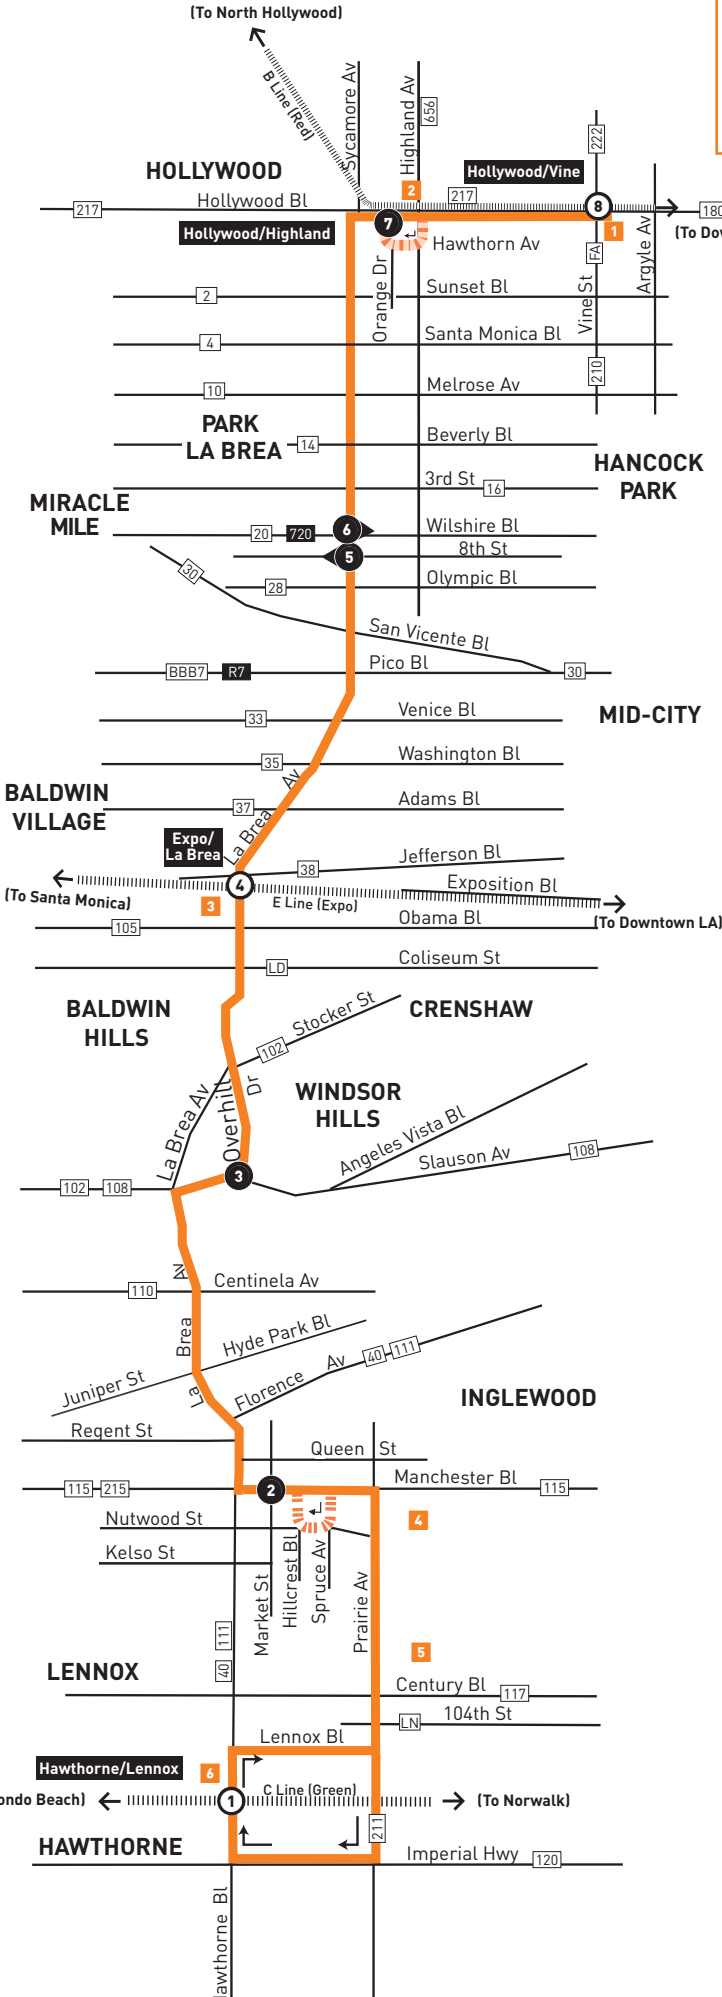 (To North Hollywood)
B Line (Red)
Sycamore Av
Highland Av
656
222
HOLLYWOOD
Hollywood/Vine
2
217
Hollywood Bl
217
8
180
7
Hollywood/Highland
1
(To Dow
Hawthorn Av
FA
Argyle Av
Orange Dr
Sunset Bl
2
Vine St
Santa Monica Bl
4
210
Melrose Av
10
PARK
LA BREA
14
Beverly Bl
HANCOCK
PARK
3rd St
16
MIRACLE
MILE
6
Wilshire Bl
20
720
8th St
5
30
Olympic Bl
28
San Vicente Bl
Pico Bl
BBB7
R7
30
Venice Bl
33
MID-CITY
Washington Bl
35
La Brea Av
BALDWIN
VILLAGE
Adams Bl
37
Expo/
La Brea
Jefferson Bl
38
4
Exposition Bl
(To Santa Monica)
3
E Line (Expo)
(To Downtown LA)
Obama Bl
105
Coliseum St
LD
BALDWIN
HILLS
Stocker St
CRENSHAW
102
La Brea Av
Overhill Dr
WINDSOR
HILLS
Angeles Vista Bl
Slauson Av
108
3
102
108
Centinela Av
110
La Brea Av
Hyde Park Bl
Juniper St
Florence Av
40
111
INGLEWOOD
Regent St
Queen St
Manchester Bl
115
215
2
115
Nutwood St
4
Kelso St
Market St
Hillcrest Bl
Spruce Av
Prairie Av
111
40
5
LENNOX
Century Bl
117
104th St
LN
Lennox Bl
Hawthorne/Lennox
6
C Line (Green)
ondo Beach)
1
(To Norwalk)
211
HAWTHORNE
Imperial Hwy
120
awthorne Bl